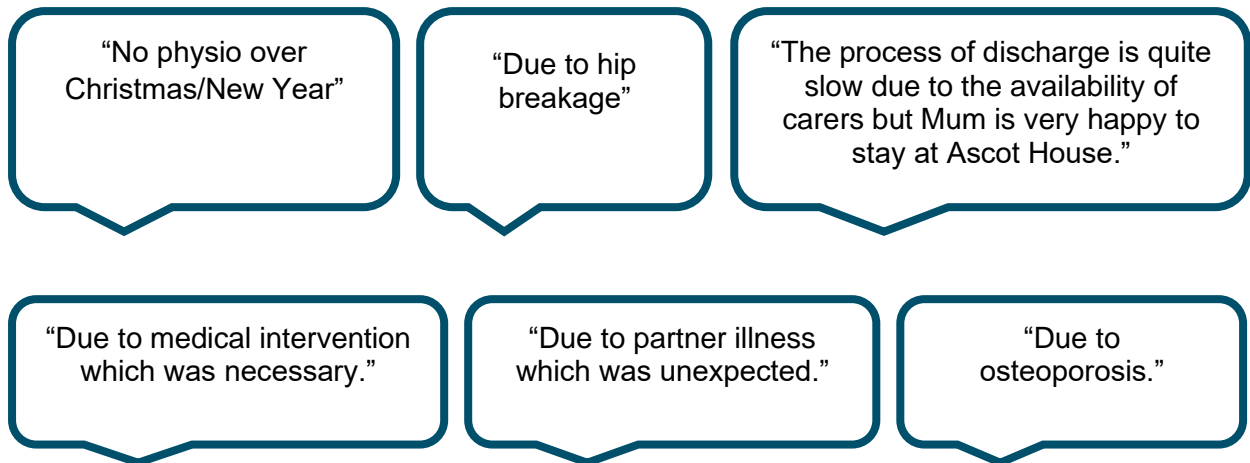 “No physio over
Christmas/New Year”
“Due to hip
breakage”
“The process of discharge is quite
slow due to the availability of
carers but Mum is very happy to
stay at Ascot House.”
“Due to medical intervention
which was necessary.”
“Due to partner illness
which was unexpected.”
“Due to
osteoporosis.”